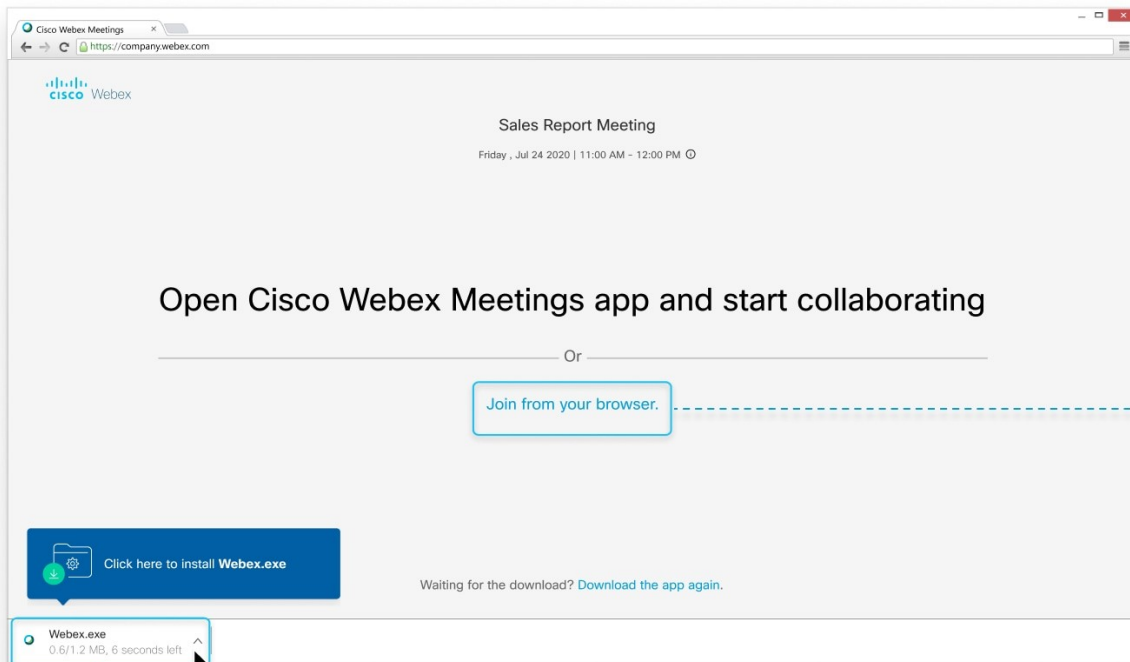 Cisco Webex Meetings
https://company.webex.com
CISCO Webex
Sales Report Meeting
Friday , Jul 24 2020 | 11:00 AM - 12:00 PM
Open Cisco Webex Meetings app and start collaborating
Or
Join from your browser.
Click here to install Webex.exe
Waiting for the download? Download the app again.
Webex.exe
0.6/1.2 MB, 6 seconds left